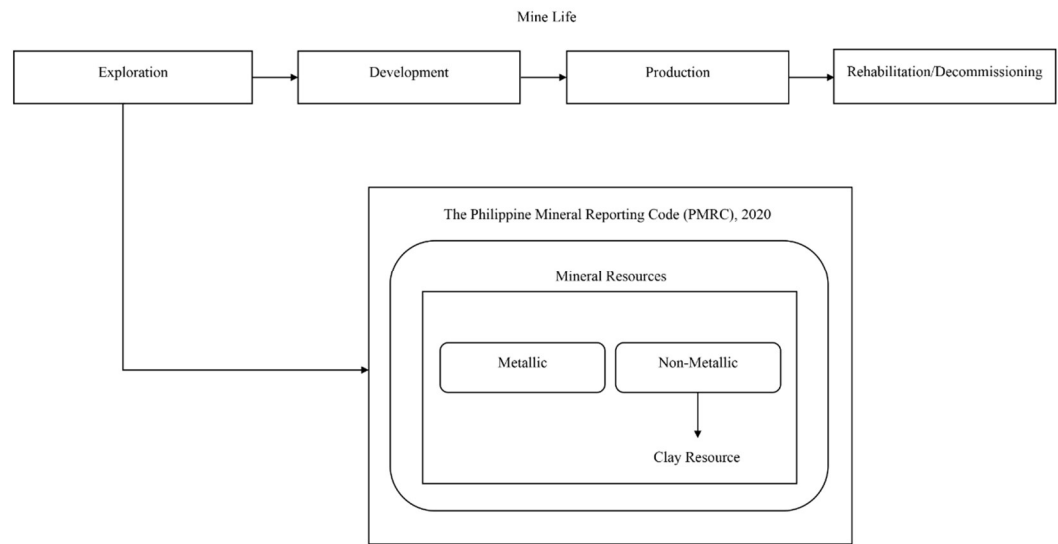 Mine Life
Exploration
Development
Production
Rehabilitation/Decommissioning
The Philippine Mineral Reporting Code (PMRC), 2020
Mineral Resources
Metallic
Non-Metallic
Clay Resource